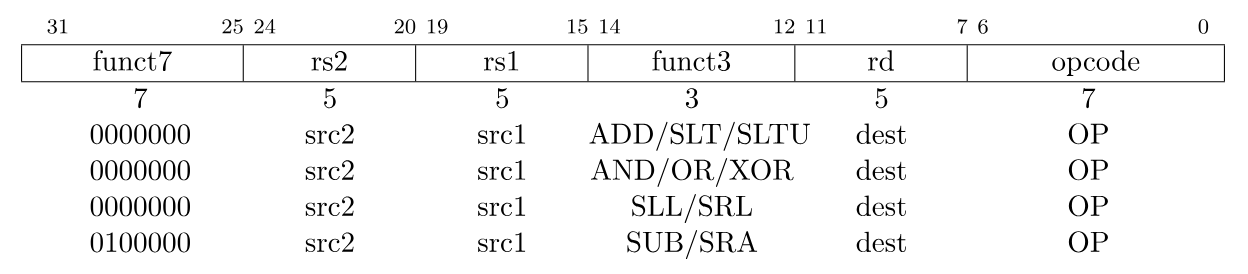 31 25 24 20 19 15 14 12 11 7 6 0
funct7 rs2 rs1 funct3 rd opcode
7 5 5 3 5 7
0000000 src2 src1 ADD/SLT/SLTU dest OP
0000000 src2 src1 AND/OR/XOR dest OP
0000000 src2 src1 SLL/SRL dest OP
0100000 src2 src1 SUB/SRA dest OP